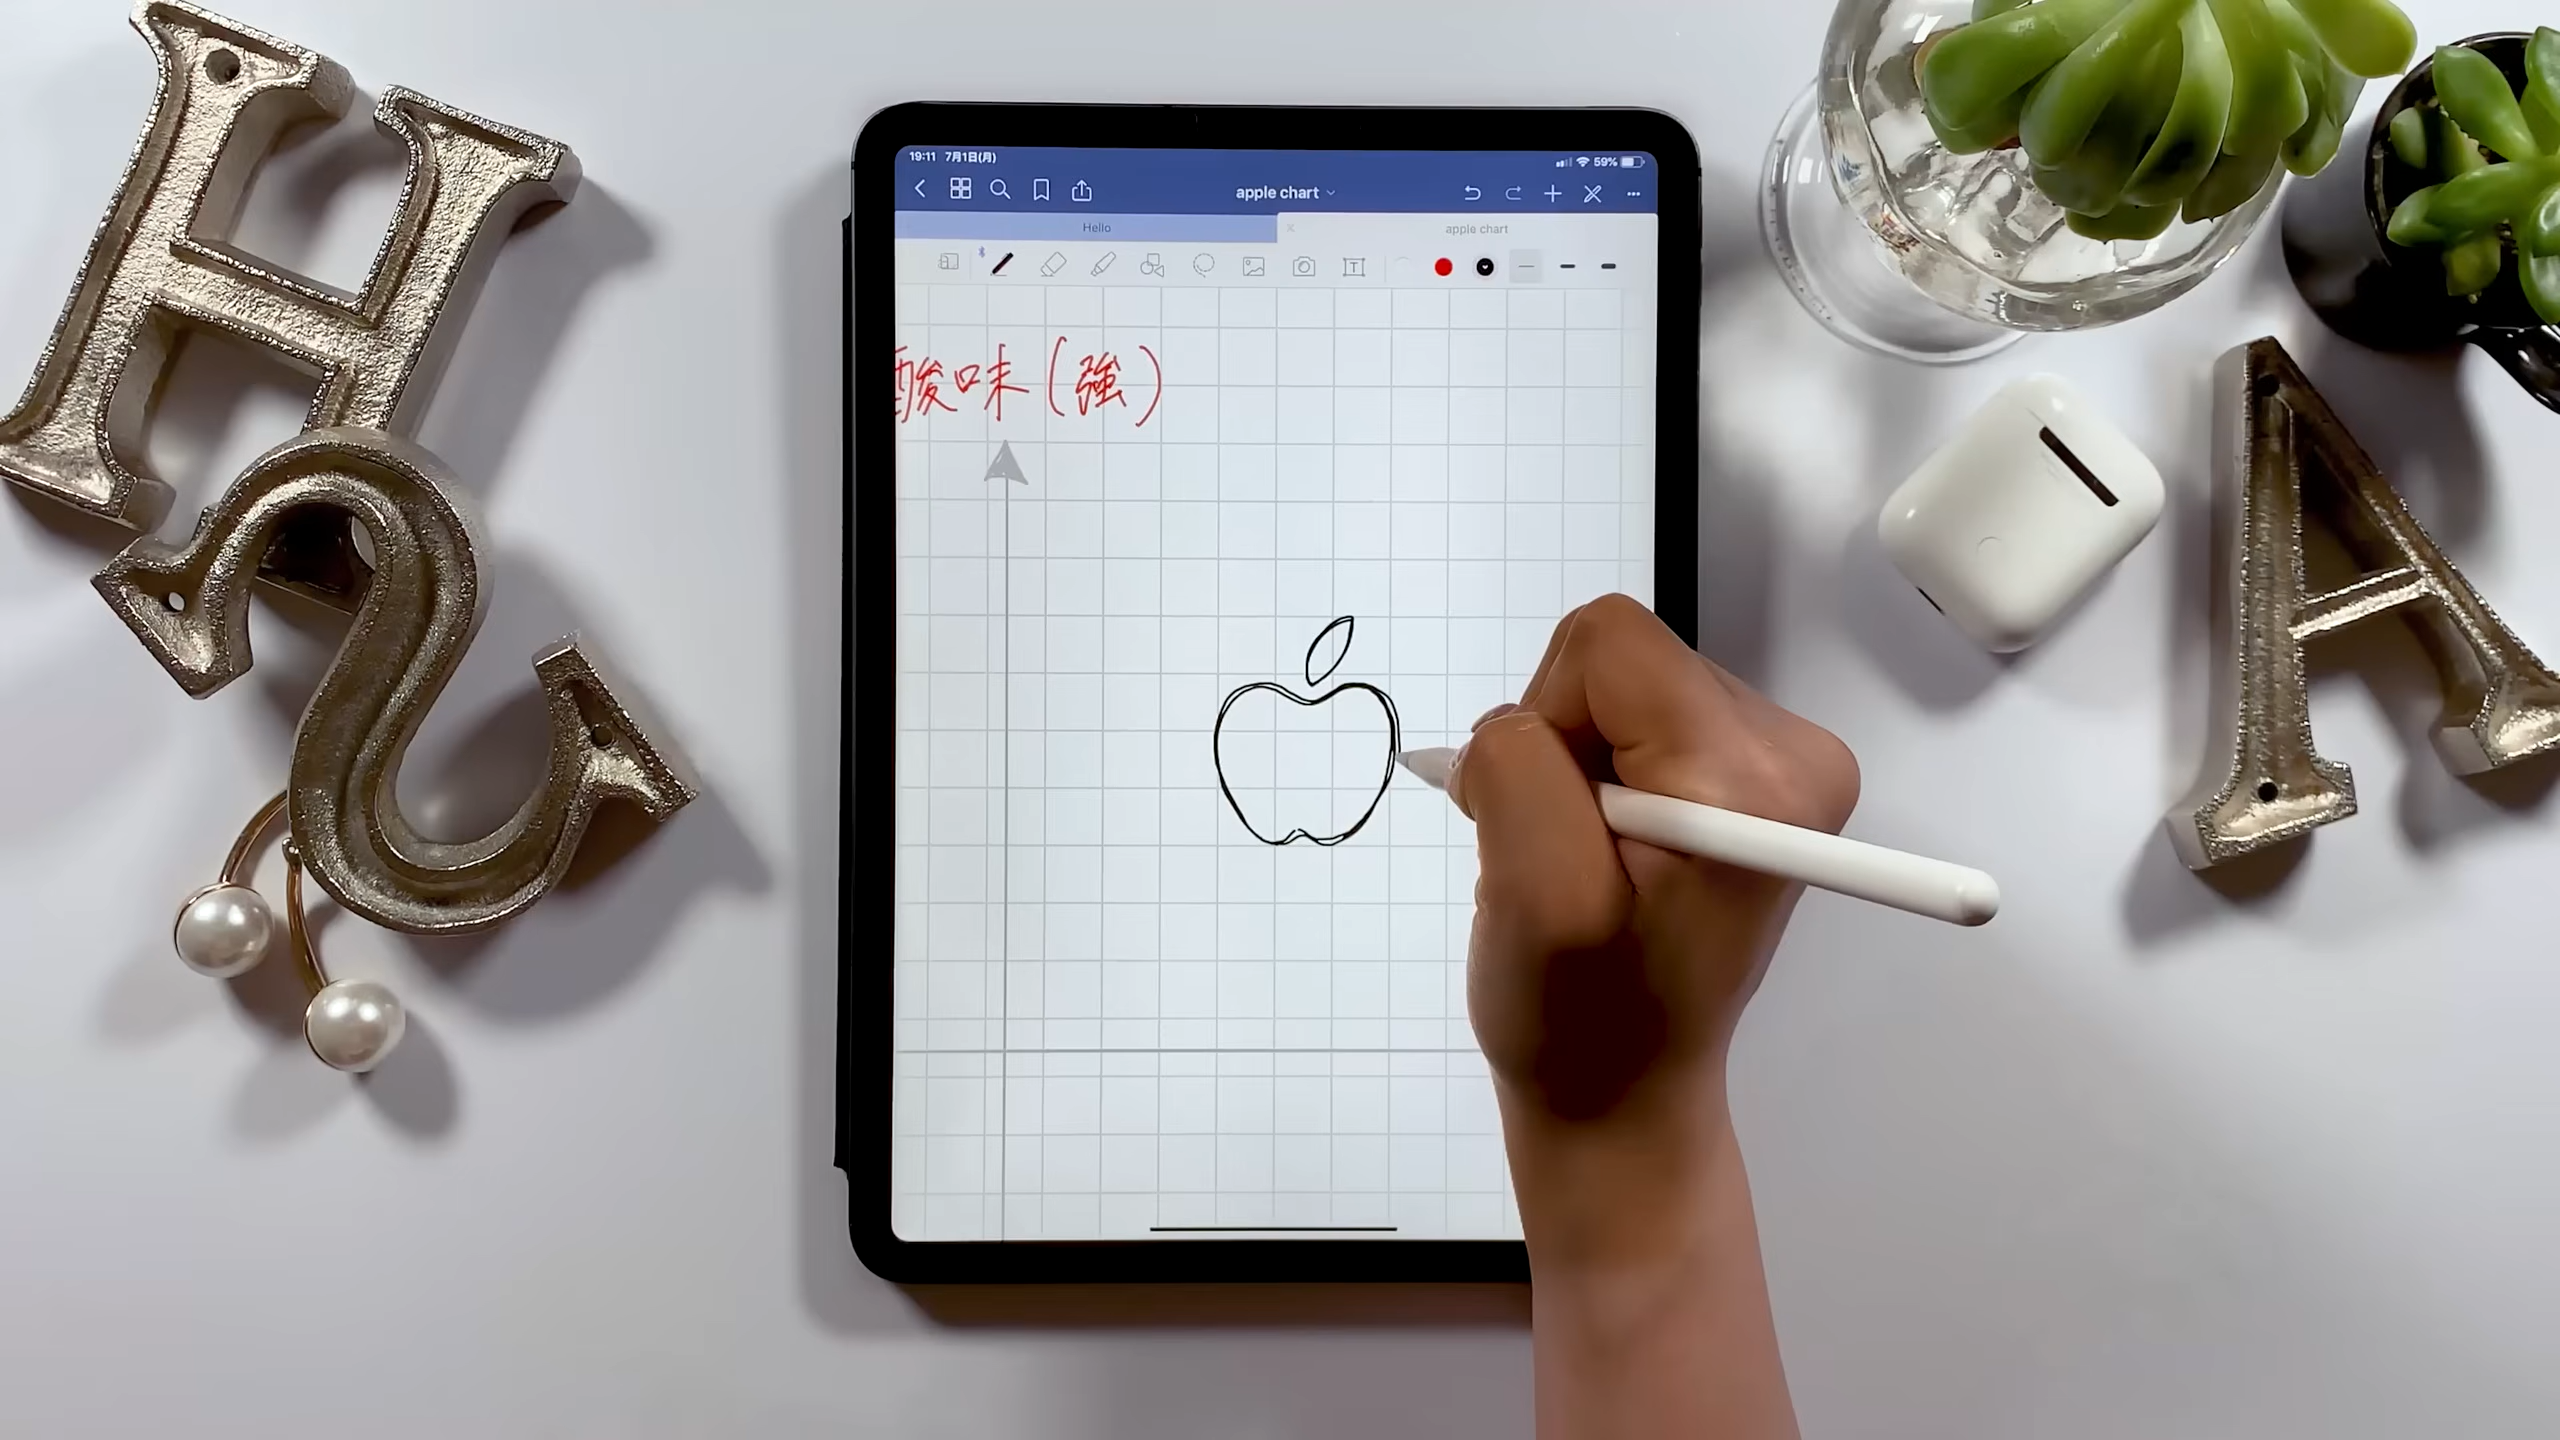 19:11 7月1日(月)
59%
apple chart
Hello
apple chart
酸味(強)
H
S
A